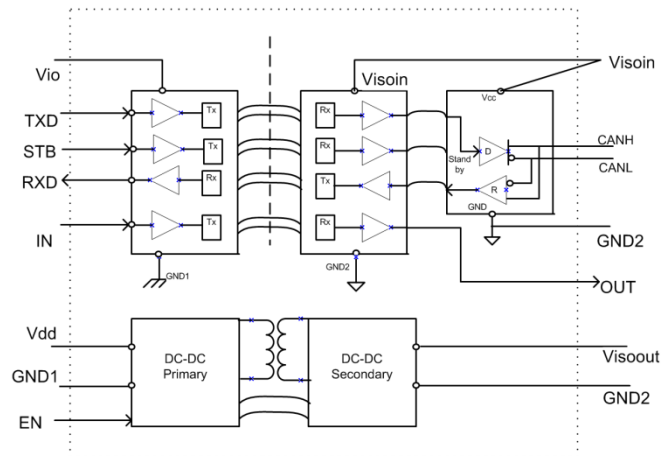 Vio
Visoin
Visoin
Vcc
TXD
Tx
Rx
STB
Tx
Rx
Stand by
D
CANH
CANL
RXD
Rx
Tx
R
IN
Tx
Rx
GND
GND1
GND2
GND2
OUT
Vdd
DC-DC
Primary
DC-DC
Secondary
Visoout
GND1
GND2
EN